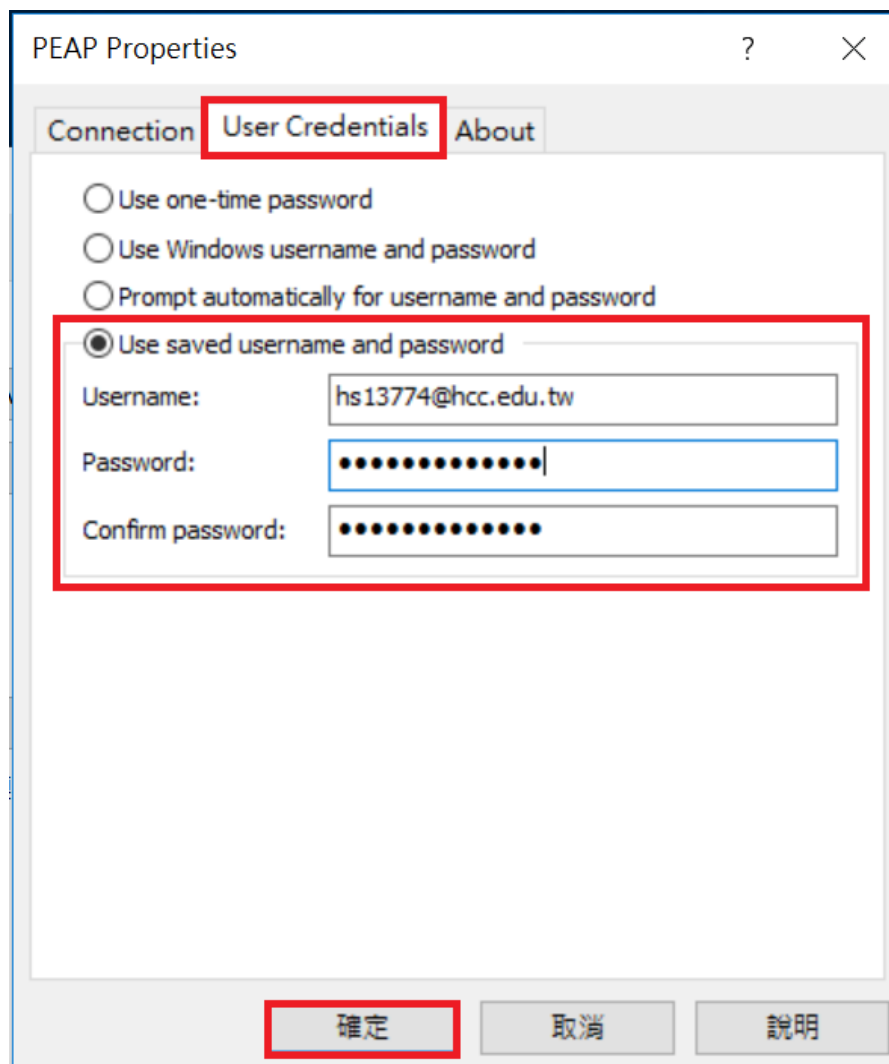 PEAP Properties ?
Connection User Credentials About
Use one-time password
Use Windows username and password
Prompt automatically for username and password
Use saved username and password
Username: hs13774@hcc.edu.tw
Password: •••••••••••••
Confirm password: •••••••••••••
確定 取消 說明